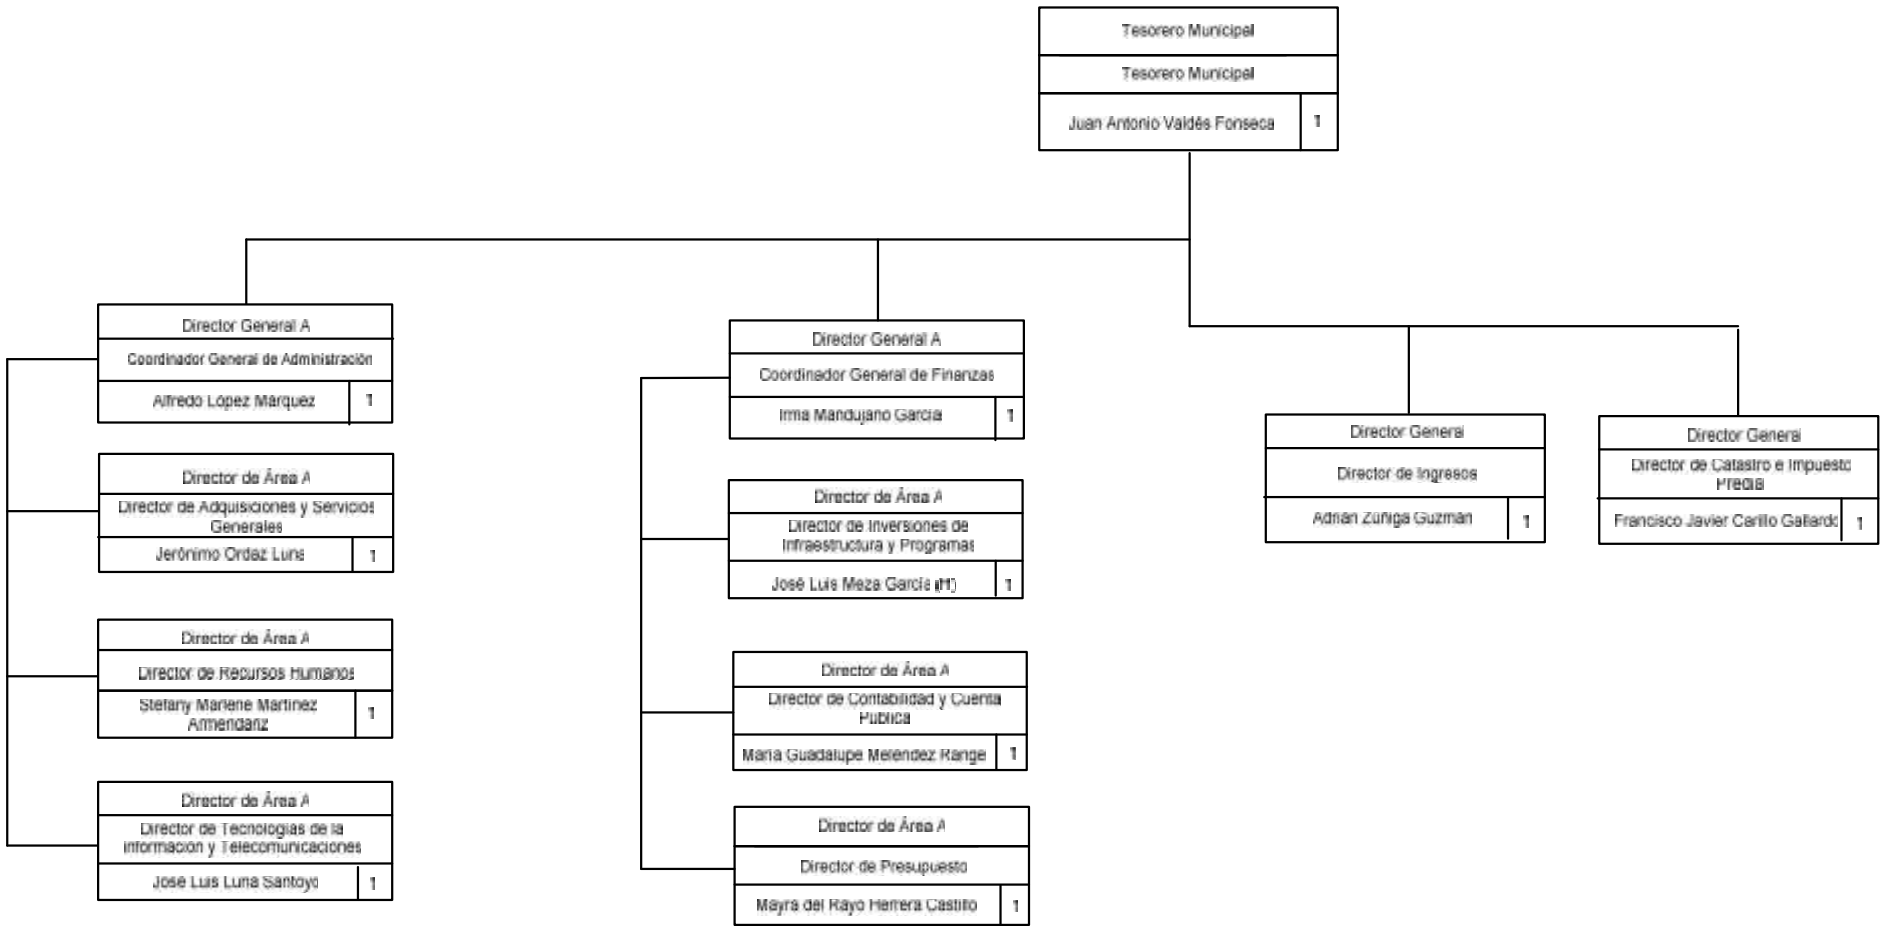 Tesorero Municipal
Tesorero Municipal
Juan Antonio Valdés Fonseca
1
Director General A
Coordinador General de Administración
Alfredo López Márquez
1
Director de Área A
Director de Adquisiciones y Servicios
Generales
Jerónimo Ordaz Luna
1
Director de Área A
Director de Recursos Humanos
Stefany Marlene Martínez
Armendariz
1
Director de Área A
Director de Tecnologías de la
Información y Telecomunicaciones
José Luis Luna Santoyo
1
Director General A
Coordinador General de Finanzas
Irma Mandujano García
1
Director de Área A
Director de Inversiones de
Infraestructura y Programas
José Luis Meza García (H)
1
Director de Área A
Director de Contabilidad y Cuenta
Pública
María Guadalupe Meléndez Range
1
Director de Área A
Director de Presupuesto
Mayra del Rayo Herrera Castillo
1
Director General
Director de Ingresos
Adrián Zúñiga Guzmán
1
Director General
Director de Catastro e Impuesto
Predial
Francisco Javier Carillo Gallardo
1